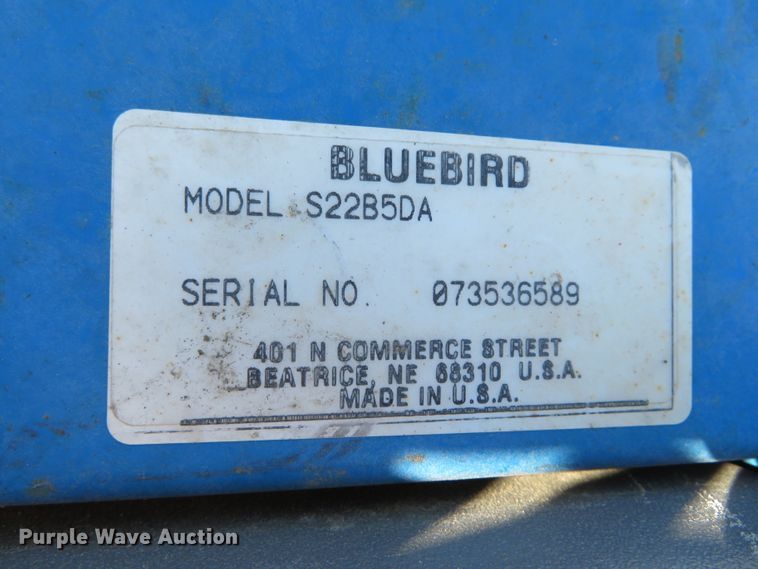 BLUEBIRD
MODEL S22B5DA
SERIAL NO. 073536589
401 N COMMERCE STREET
BEATRICE, NE 68310 U.S.A.
MADE IN U.S.A.
Purple Wave Auction